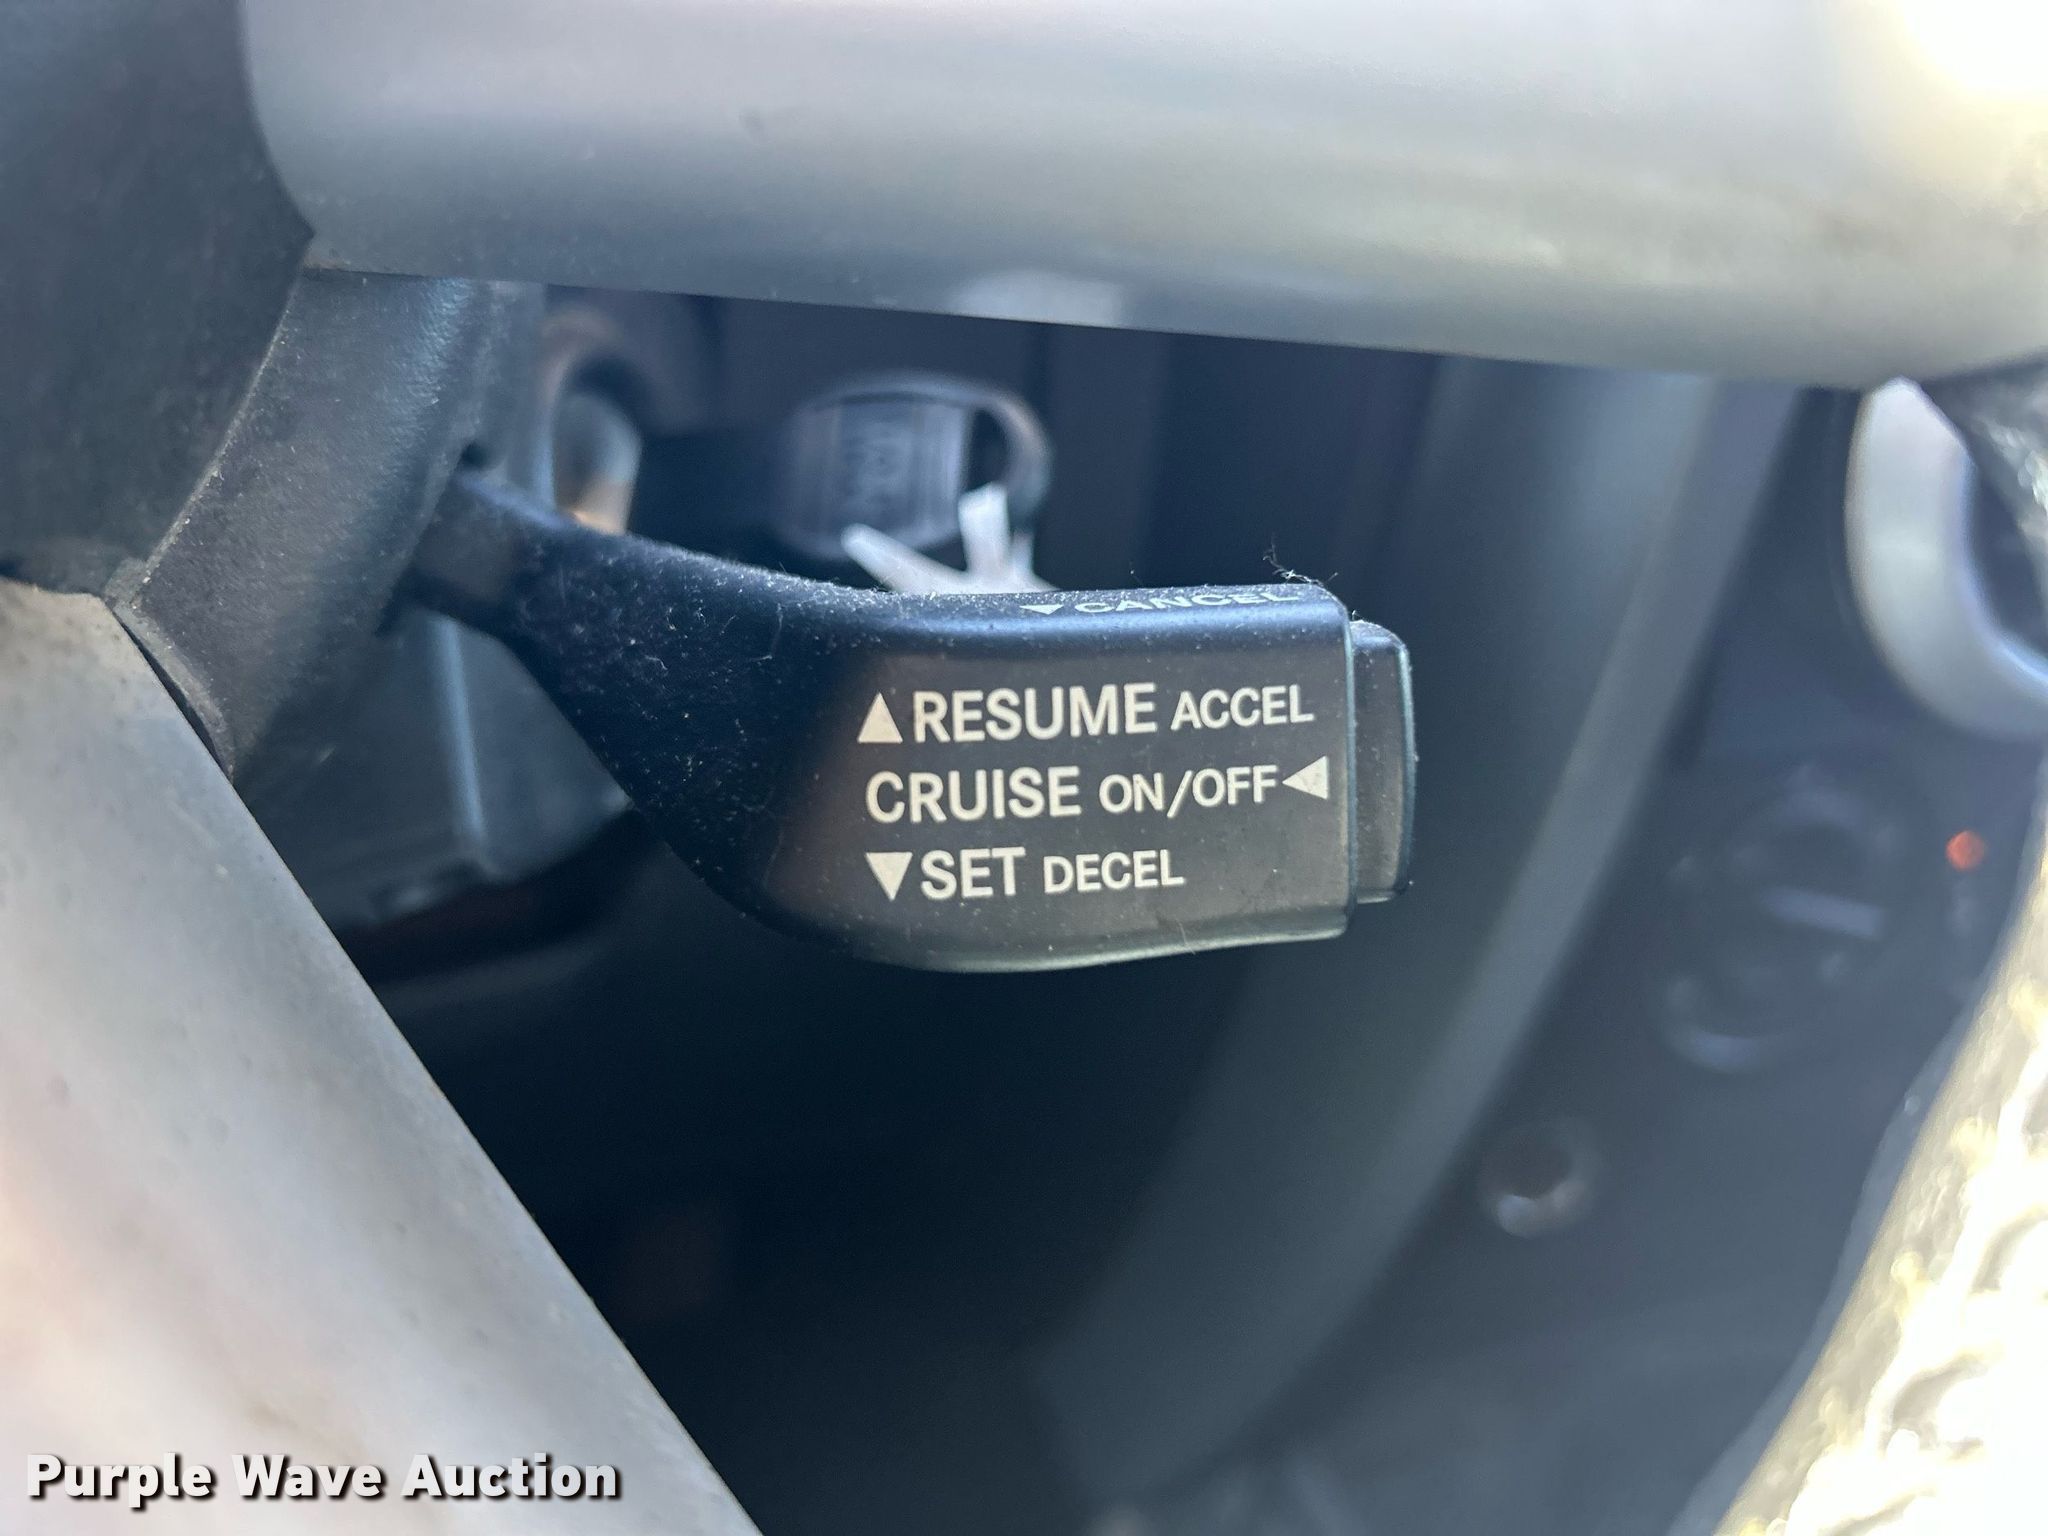 ▼CANCEL
▲RESUME ACCEL
CRUISE ON/OFF◄
▼SET DECEL
Purple Wave Auction